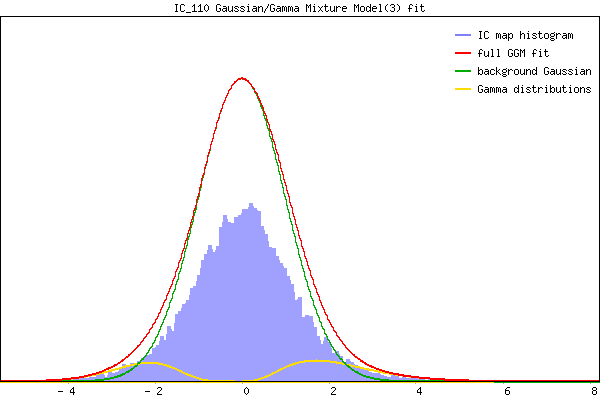 IC_110 Gaussian/Gamma Mixture Model(3) fit
IC map histogram
full GGM fit
background Gaussian
Gamma distributions
-4 -2 0 2 4 6 8